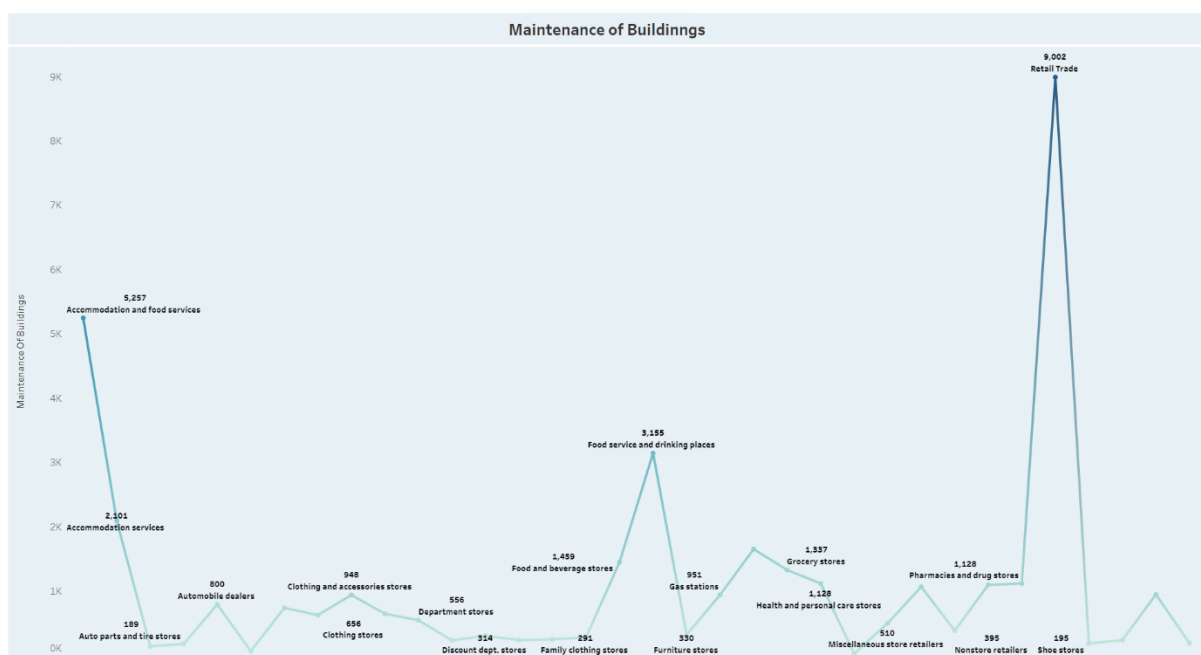 Maintenance of Buildinngs
9,002
Retail Trade
9K
8K
7K
6K
5K
4K
3K
2K
1K
0K
Maintenance Of Buildings
5,257
Accommodation and food services
2,101
Accommodation services
189
Auto parts and tire stores
800
Automobile dealers
948
Clothing and accessories stores
656
Clothing stores
556
Department stores
314
Discount dept. stores
1,459
Food and beverage stores
291
Family clothing stores
3,155
Food service and drinking places
330
Furniture stores
951
Gas stations
1,337
Grocery stores
1,128
Health and personal care stores
510
Miscellaneous store retailers
1,128
Pharmacies and drug stores
395
Nonstore retailers
195
Shoe stores